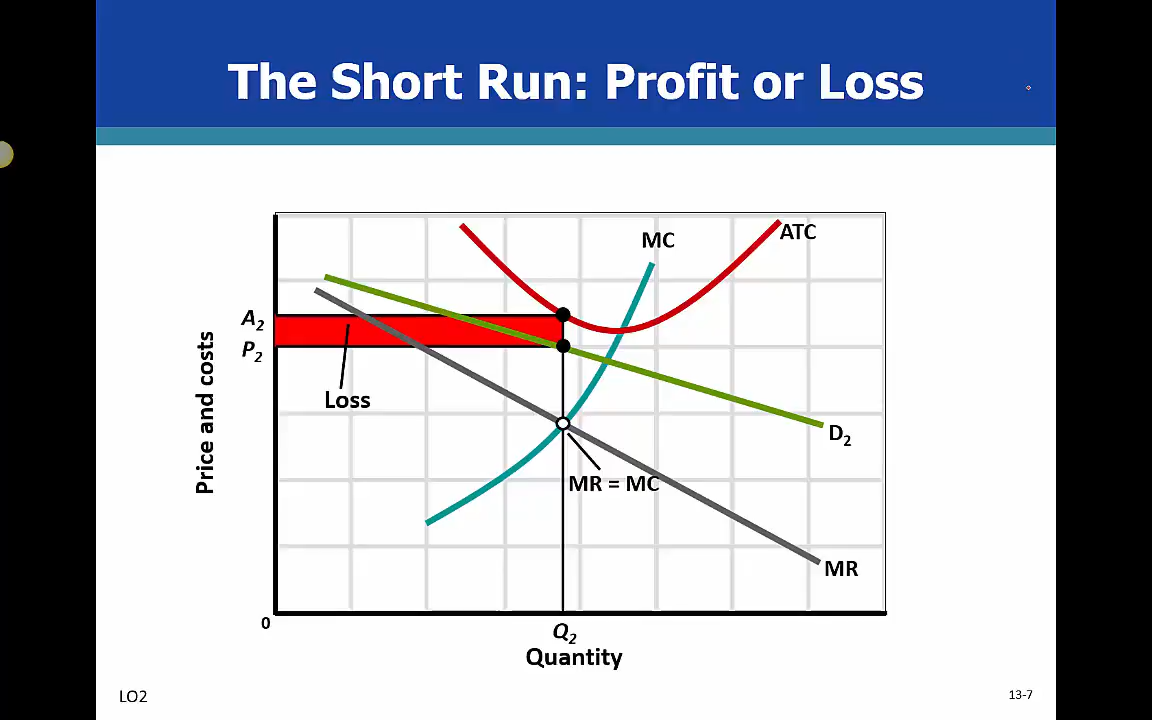 The Short Run: Profit or Loss
MC
ATC
A2
P2
Price and costs
Loss
D2
MR = MC
MR
0
Q2
Quantity
LO2
13-7